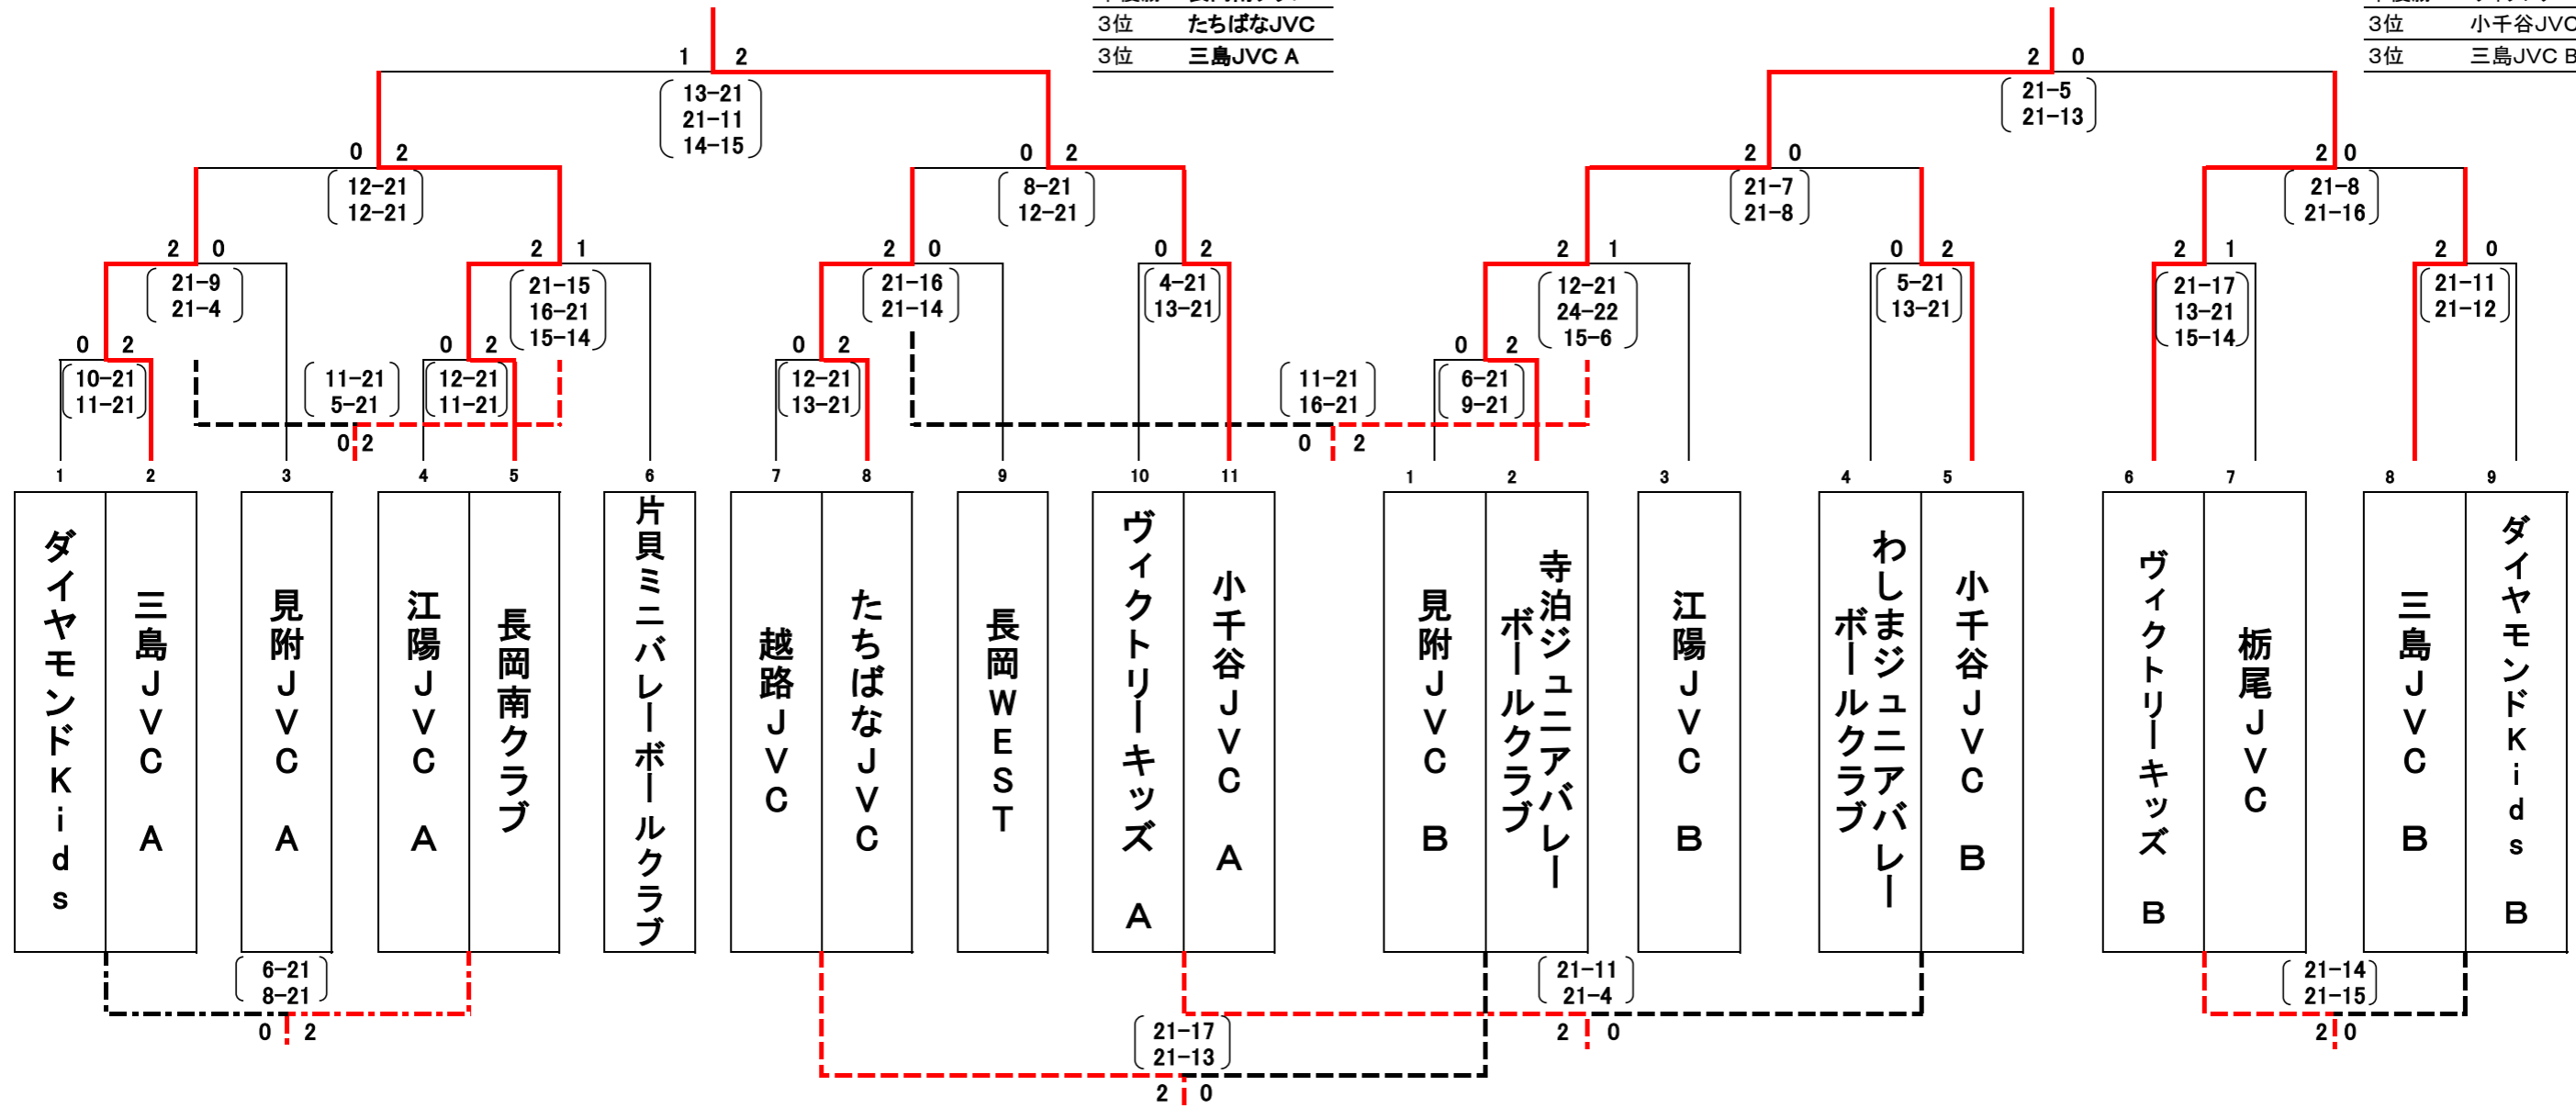 3位 たちばなJVC
3位 三島JVC A
3位 小千谷JVC
3位 三島JVC B
1 2
13-21
21-11
14-15
2 0
21-5
21-13
0 2
12-21
12-21
0 2
8-21
12-21
2 0
21-7
21-8
2 0
21-8
21-16
2 0
21-9
21-4
2 1
21-15
16-21
15-14
2 0
21-16
21-14
0 2
4-21
13-21
2 1
12-21
24-22
15-6
0 2
5-21
13-21
2 1
21-17
13-21
15-14
2 0
21-11
21-12
0 2
10-21
11-21
11-21
5-21
0 2
0 2
12-21
11-21
0 2
12-21
13-21
11-21
16-21
0 2
0 2
6-21
9-21
1 2 3 4 5 6 7 8 9 10 11 1 2 3 4 5 6 7 8 9
ダイヤモンドKids
三島JVC A
見附JVC A
江陽JVC A
長岡南クラブ
片貝ミニバレーボールクラブ
越路JVC
たちばなJVC
長岡WEST
ヴィクトリーキッズ A
小千谷JVC A
見附JVC B
寺泊ジュニアバレー
ボールクラブ
江陽JVC B
わしまジュニアバレー
ボールクラブ
小千谷JVC B
ヴィクトリーキッズ B
栃尾JVC
三島JVC B
ダイヤモンドKids B
6-21
8-21
0 2
21-17
21-13
2 0
21-11
21-4
2 0
21-14
21-15
2 0